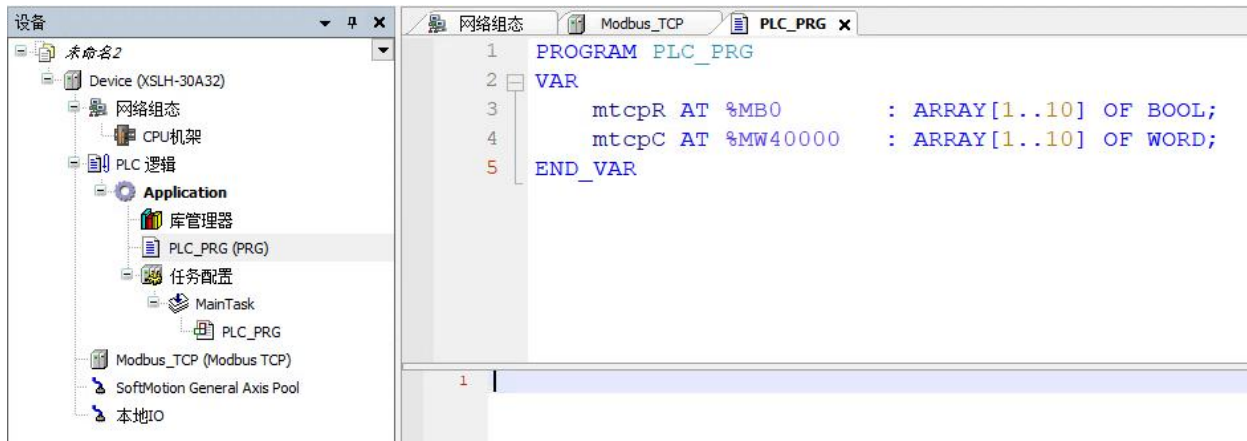 设备
未命名2
Device (XSLH-30A32)
网络组态
CPU机架
PLC 逻辑
Application
库管理器
PLC_PRG (PRG)
任务配置
MainTask
PLC_PRG
Modbus_TCP (Modbus TCP)
SoftMotion General Axis Pool
本地IO
网络组态 Modbus_TCP PLC_PRG
1 PROGRAM PLC_PRG
2 VAR
3 mtcpR AT %MB0 : ARRAY[1..10] OF BOOL;
4 mtcpC AT %MW40000 : ARRAY[1..10] OF WORD;
5 END_VAR
1